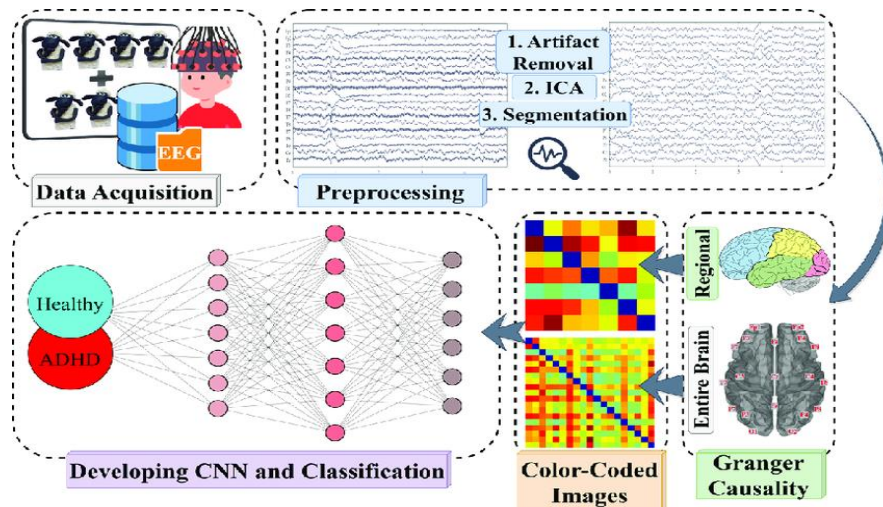 EEG
Data Acquisition
1. Artifact
Removal
2. ICA
3. Segmentation
Preprocessing
Regional
Entire Brain
Granger
Causality
Color-Coded
Images
Healthy
ADHD
Developing CNN and Classification